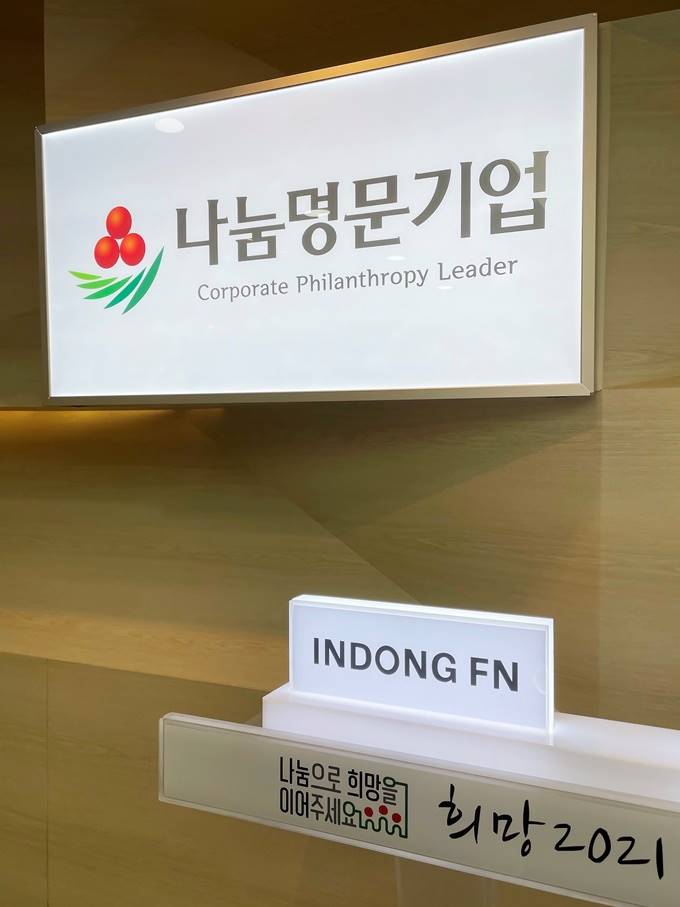 나눔명문기업
Corporate Philanthropy Leader
INDONG FN
나눔으로 희망을
이어주세요
희망2021